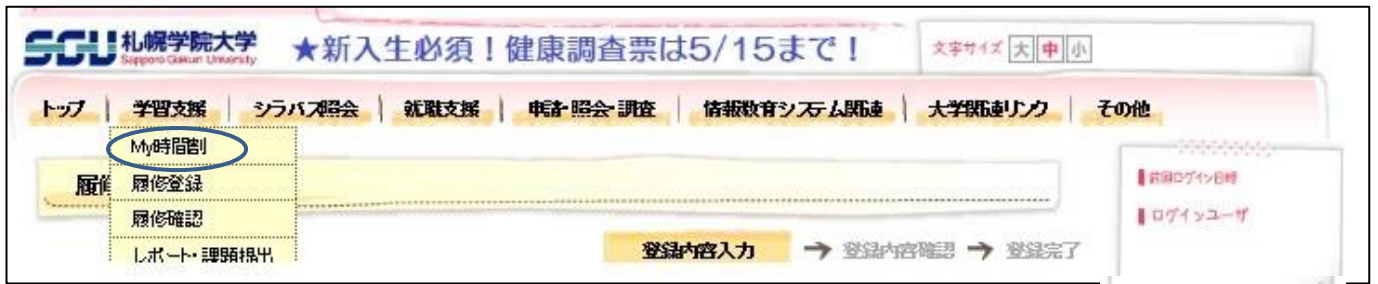 SGU 札幌学院大学
Sapporo Gakuin University
★新入生必須！健康調査票は5/15まで！
文字サイズ 大 中 小
トップ 学習支援 シラバス照会 就職支援 申請・照会・調査 情報教育システム関連 大学関連リンク その他
My時間割
履修
履修登録
履修確認
レポート・課題提出
前回ログイン日時
ログインユーザ
登録内容入力 → 登録内容確認 → 登録完了